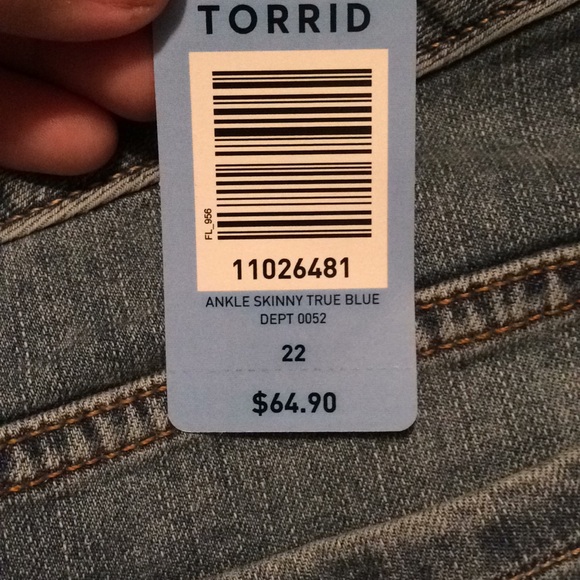 TORRID
FL_956
11026481
ANKLE SKINNY TRUE BLUE
DEPT 0052
22
$64.90